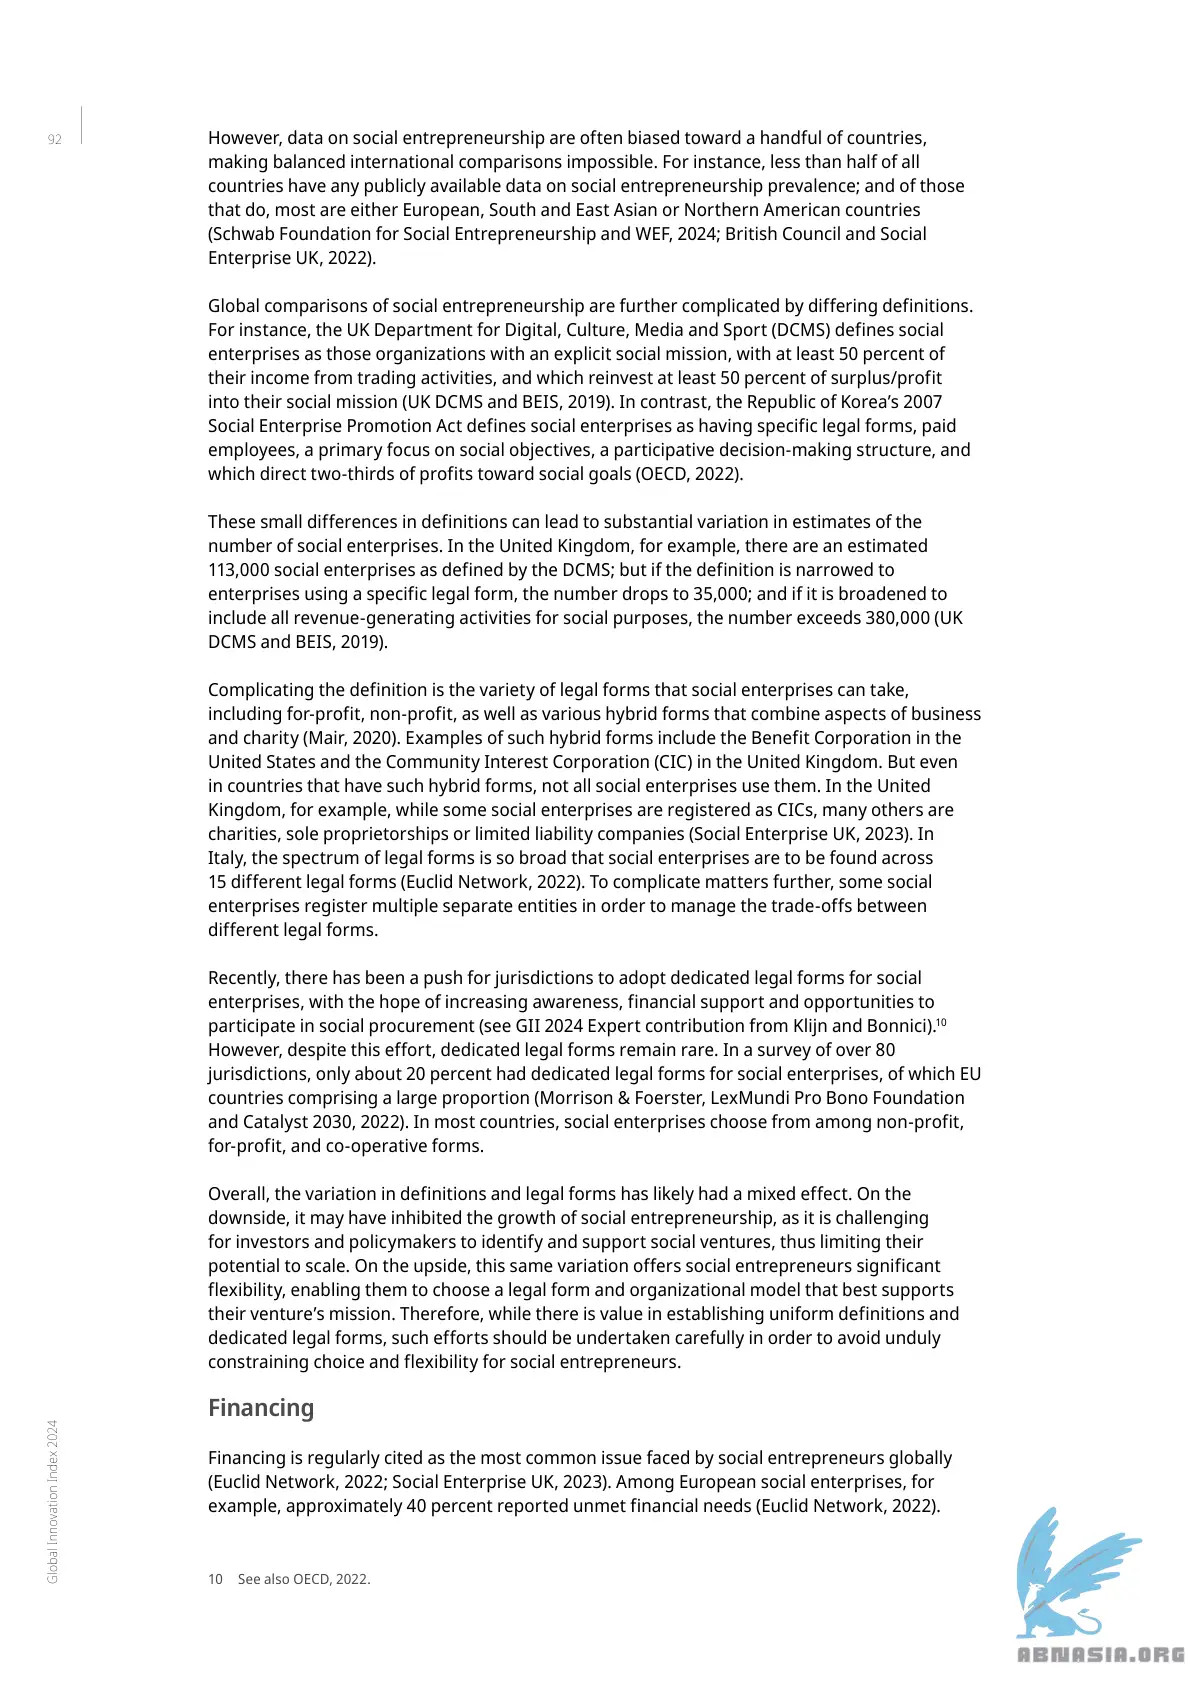 92
However, data on social entrepreneurship are often biased toward a handful of countries,
making balanced international comparisons impossible. For instance, less than half of all
countries have any publicly available data on social entrepreneurship prevalence; and of those
that do, most are either European, South and East Asian or Northern American countries
(Schwab Foundation for Social Entrepreneurship and WEF, 2024; British Council and Social
Enterprise UK, 2022).
Global comparisons of social entrepreneurship are further complicated by differing definitions.
For instance, the UK Department for Digital, Culture, Media and Sport (DCMS) defines social
enterprises as those organizations with an explicit social mission, with at least 50 percent of
their income from trading activities, and which reinvest at least 50 percent of surplus/profit
into their social mission (UK DCMS and BEIS, 2019). In contrast, the Republic of Korea’s 2007
Social Enterprise Promotion Act defines social enterprises as having specific legal forms, paid
employees, a primary focus on social objectives, a participative decision-making structure, and
which direct two-thirds of profits toward social goals (OECD, 2022).
These small differences in definitions can lead to substantial variation in estimates of the
number of social enterprises. In the United Kingdom, for example, there are an estimated
113,000 social enterprises as defined by the DCMS; but if the definition is narrowed to
enterprises using a specific legal form, the number drops to 35,000; and if it is broadened to
include all revenue-generating activities for social purposes, the number exceeds 380,000 (UK
DCMS and BEIS, 2019).
Complicating the definition is the variety of legal forms that social enterprises can take,
including for-profit, non-profit, as well as various hybrid forms that combine aspects of business
and charity (Mair, 2020). Examples of such hybrid forms include the Benefit Corporation in the
United States and the Community Interest Corporation (CIC) in the United Kingdom. But even
in countries that have such hybrid forms, not all social enterprises use them. In the United
Kingdom, for example, while some social enterprises are registered as CICs, many others are
charities, sole proprietorships or limited liability companies (Social Enterprise UK, 2023). In
Italy, the spectrum of legal forms is so broad that social enterprises are to be found across
15 different legal forms (Euclid Network, 2022). To complicate matters further, some social
enterprises register multiple separate entities in order to manage the trade-offs between
different legal forms.
Recently, there has been a push for jurisdictions to adopt dedicated legal forms for social
enterprises, with the hope of increasing awareness, financial support and opportunities to
participate in social procurement (see GII 2024 Expert contribution from Klijn and Bonnici).10
However, despite this effort, dedicated legal forms remain rare. In a survey of over 80
jurisdictions, only about 20 percent had dedicated legal forms for social enterprises, of which EU
countries comprising a large proportion (Morrison & Foerster, LexMundi Pro Bono Foundation
and Catalyst 2030, 2022). In most countries, social enterprises choose from among non-profit,
for-profit, and co-operative forms.
Overall, the variation in definitions and legal forms has likely had a mixed effect. On the
downside, it may have inhibited the growth of social entrepreneurship, as it is challenging
for investors and policymakers to identify and support social ventures, thus limiting their
potential to scale. On the upside, this same variation offers social entrepreneurs significant
flexibility, enabling them to choose a legal form and organizational model that best supports
their venture’s mission. Therefore, while there is value in establishing uniform definitions and
dedicated legal forms, such efforts should be undertaken carefully in order to avoid unduly
constraining choice and flexibility for social entrepreneurs.
Financing
Financing is regularly cited as the most common issue faced by social entrepreneurs globally
(Euclid Network, 2022; Social Enterprise UK, 2023). Among European social enterprises, for
example, approximately 40 percent reported unmet financial needs (Euclid Network, 2022).
10 See also OECD, 2022.
Global Innovation Index 2024
ABNASIA.ORG